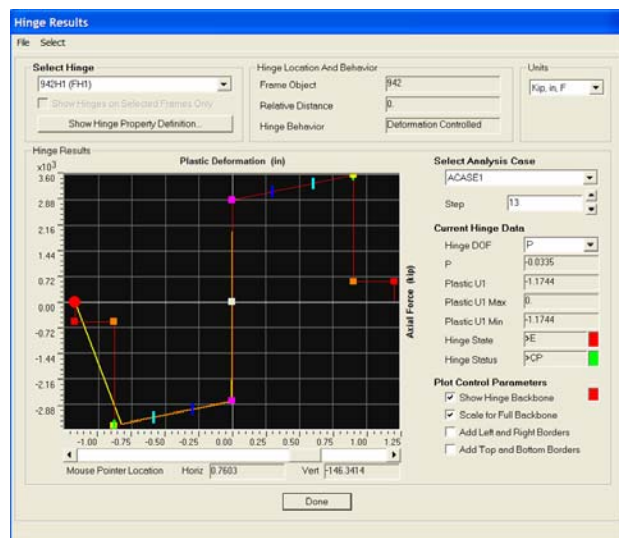 Hinge Results
File Select
Select Hinge
942H1 (FH1)
Show Hinges on Selected Frames Only
Show Hinge Property Definition...
Hinge Location And Behavior
Frame Object 942
Relative Distance 0.
Hinge Behavior Deformation Controlled
Units
Kip, in, F
Hinge Results
Plastic Deformation (in)
x10³
3.60
2.88
2.16
1.44
0.72
0.00
-0.72
-1.44
-2.16
-2.88
-1.00 -0.75 -0.50 -0.25 0.00 0.25 0.50 0.75 1.00 1.25
Axial Force (kip)
Mouse Pointer Location Horiz 0.7603 Vert -146.3414
Select Analysis Case
ACASE1
Step 13
Current Hinge Data
Hinge DOF P
P -0.0335
Plastic U1 -1.1744
Plastic U1 Max 0.
Plastic U1 Min -1.1744
Hinge State >E
Hinge Status >CP
Plot Control Parameters
Show Hinge Backbone
Scale for Full Backbone
Add Left and Right Borders
Add Top and Bottom Borders
Done